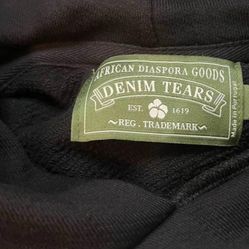 AFRICAN DIASPORA GOODS
DENIM TEARS
EST. 1619
~REG. TRADEMARK~
Made in Portugal